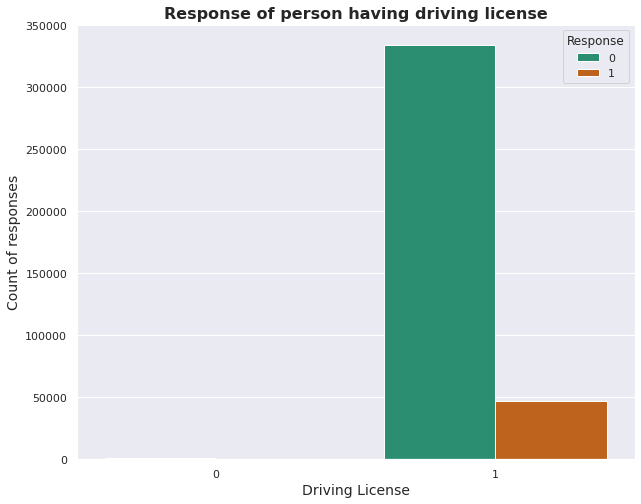 Response of person having driving license
Response
0
1
350000
300000
250000
200000
150000
100000
50000
0
Count of responses
0 1
Driving License